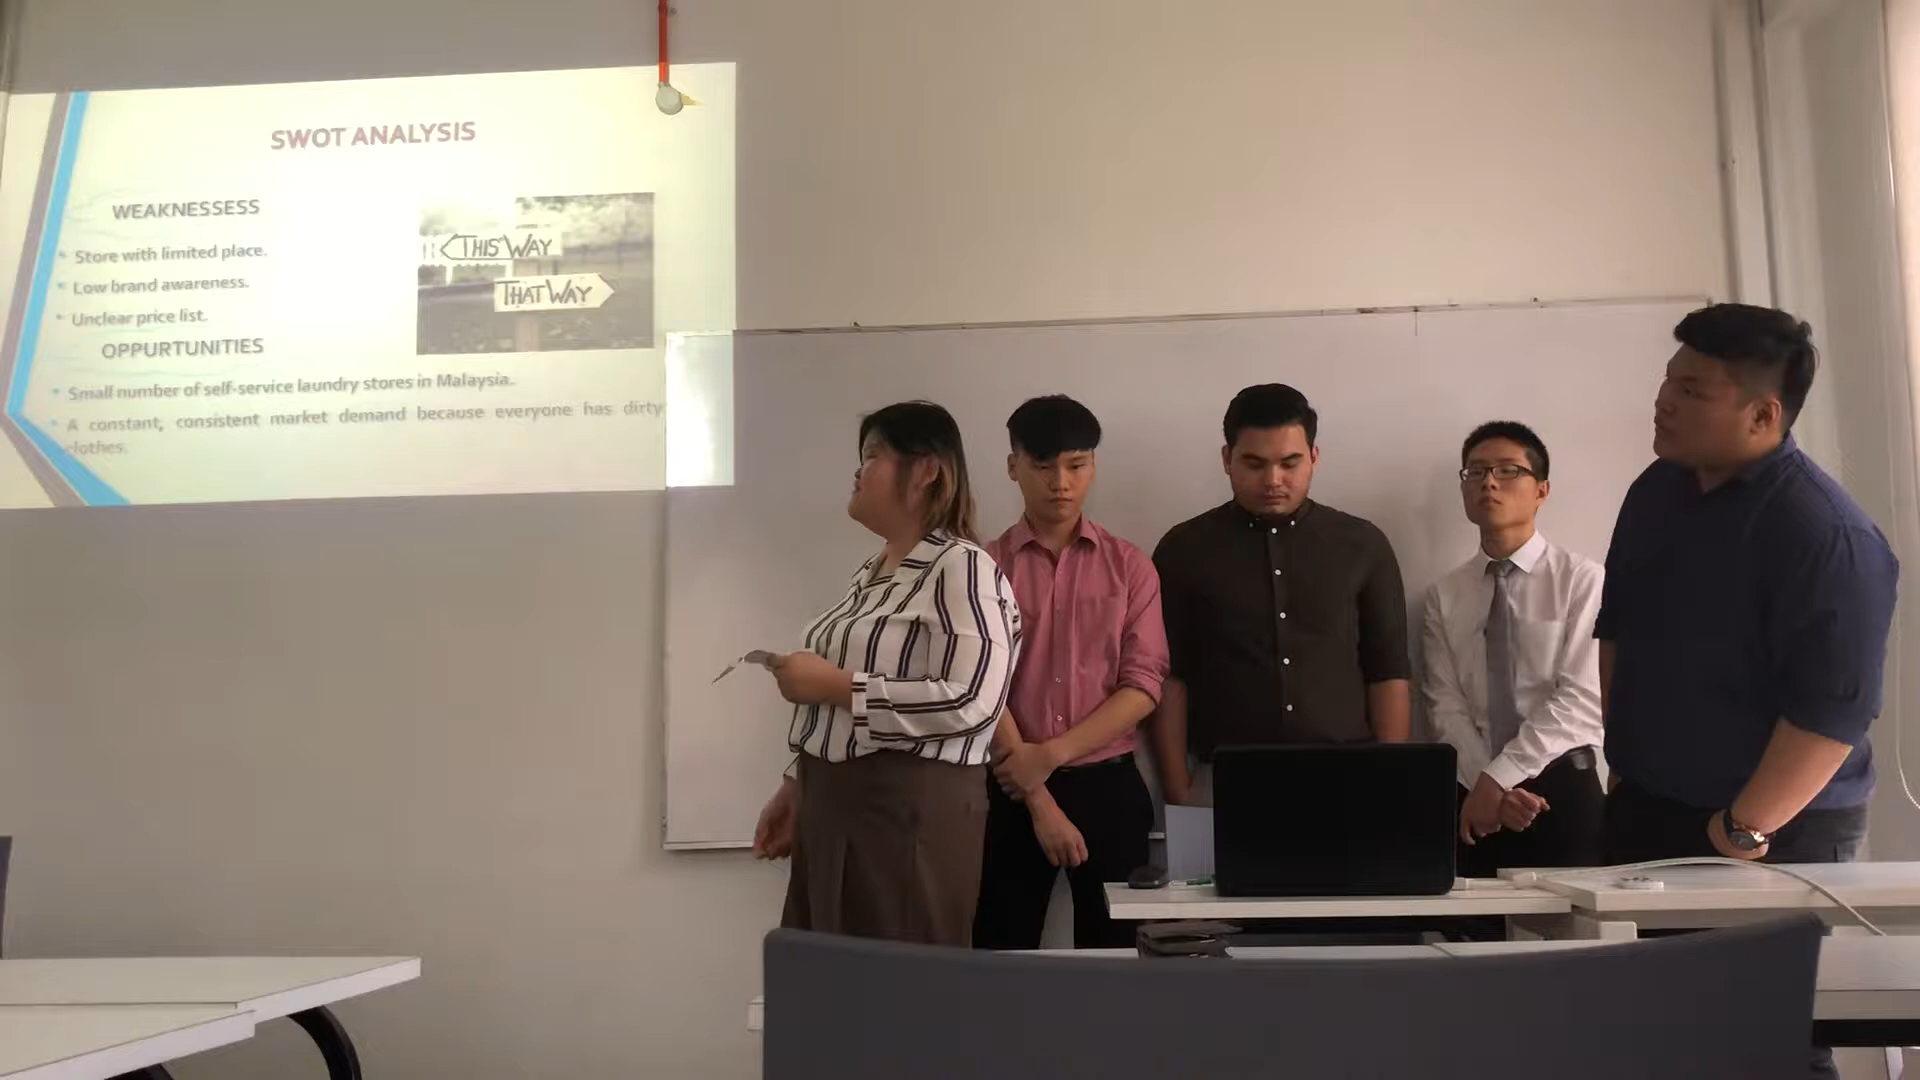 SWOT ANALYSIS
WEAKNESSESS
Store with limited place.
Low brand awareness.
Unclear price list.
THIS WAY
THAT WAY
OPPURTUNITIES
Small number of self-service laundry stores in Malaysia.
A constant, consistent market demand because everyone has dirty
clothes.